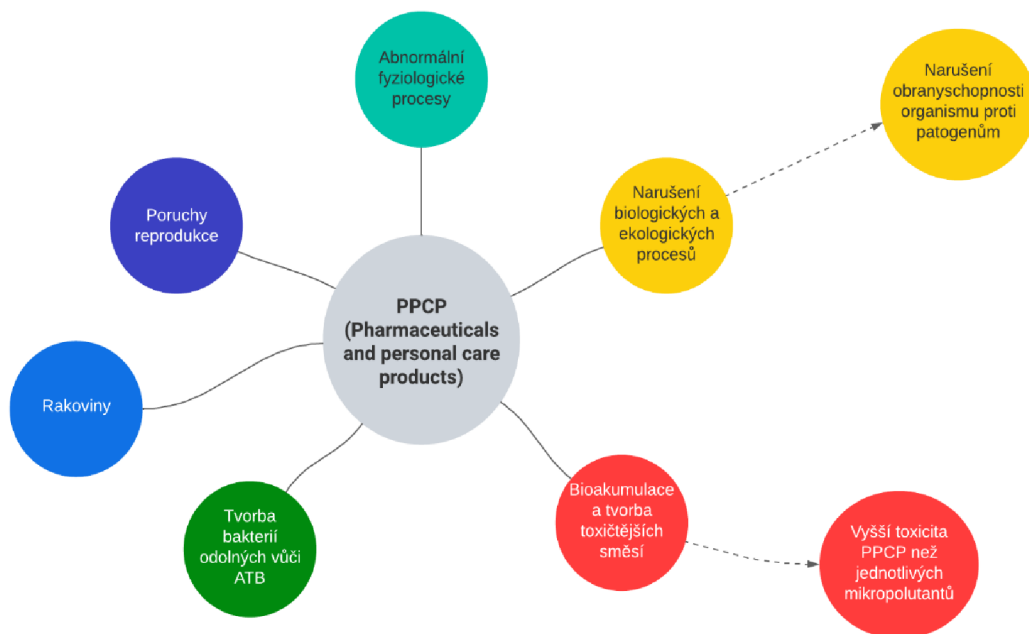 Abnormální
fyziologické
procesy
Narušení
obranyschopnosti
organismu proti
patogenům
Poruchy
reprodukce
Narušení
biologických a
ekologických
procesů
PPCP
(Pharmaceuticals
and personal care
products)
Rakoviny
Bioakumulace
a tvorba
toxičtějších
směsí
Tvorba
bakterií
odolných vůči
ATB
Vyšší toxicita
PPCP než
jednotlivých
mikropolutantů